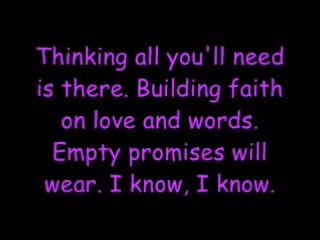 Thinking all you'll need
is there. Building faith
on love and words.
Empty promises will
wear. I know, I know.